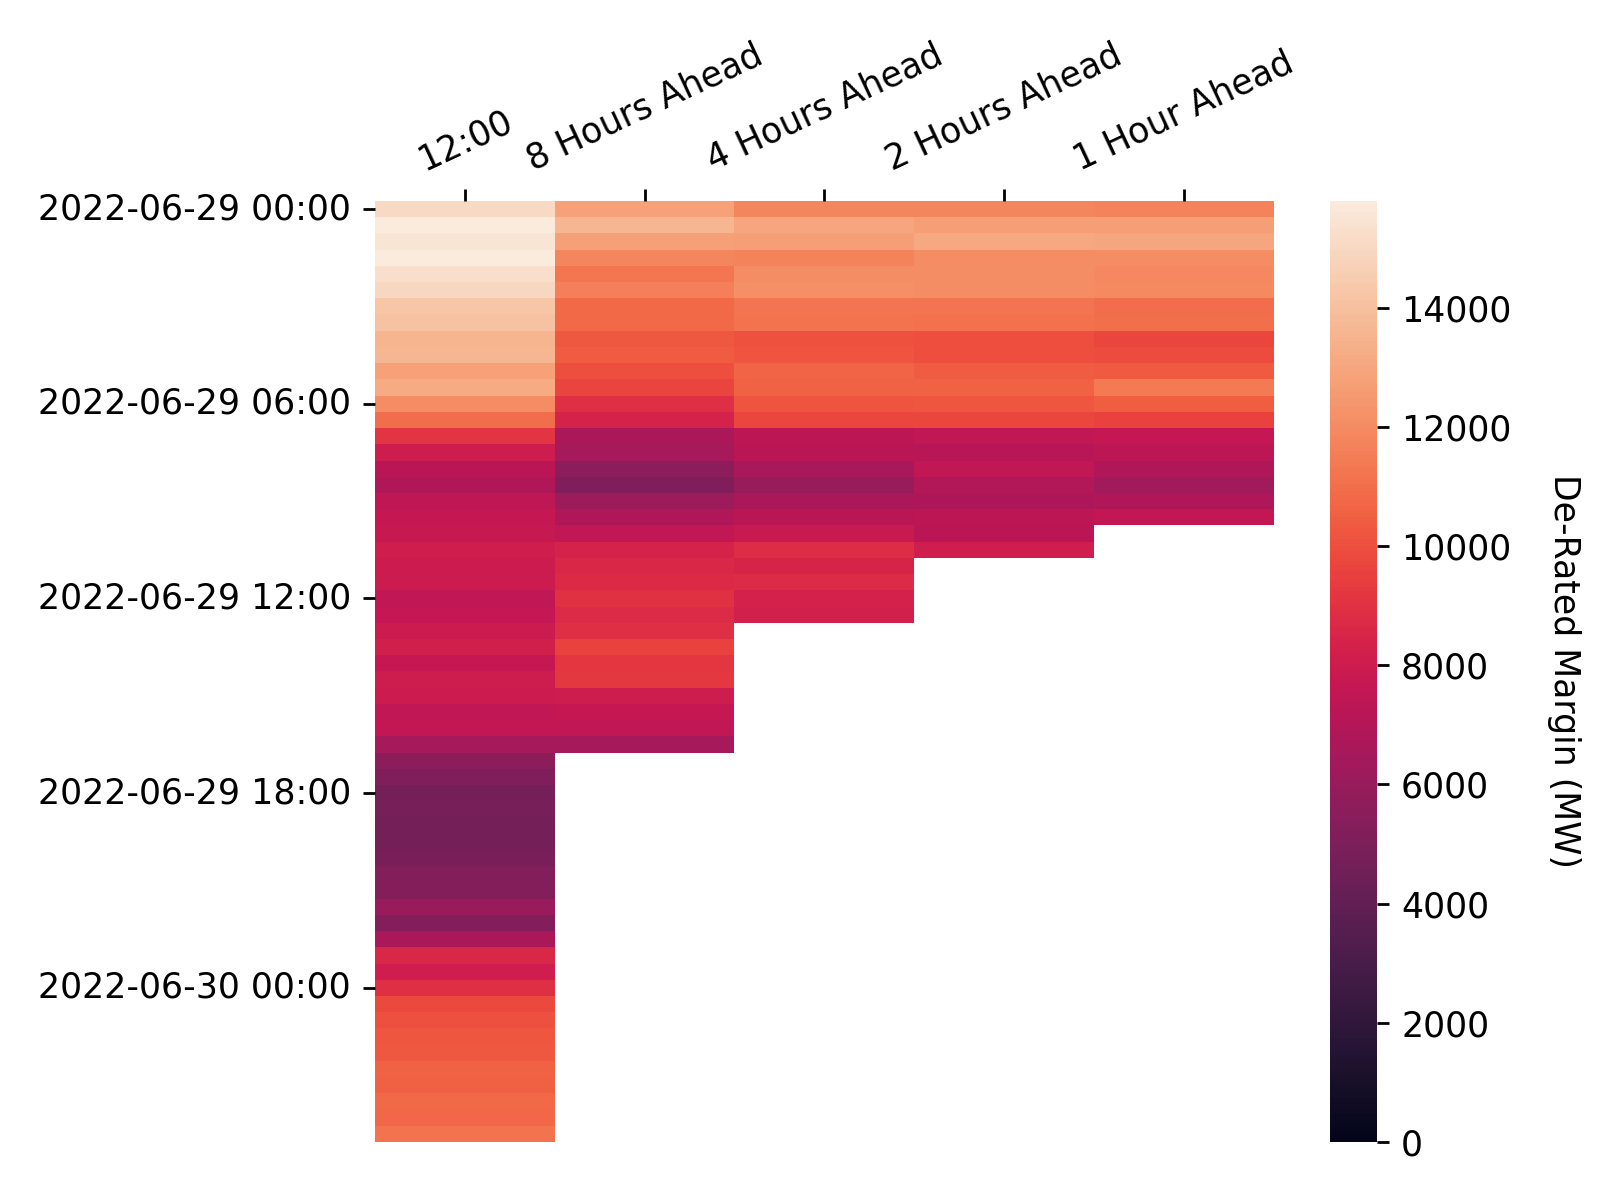 12:00
8 Hours Ahead
4 Hours Ahead
2 Hours Ahead
1 Hour Ahead
2022-06-29 00:00
2022-06-29 06:00
2022-06-29 12:00
2022-06-29 18:00
2022-06-30 00:00
14000
12000
10000
8000
6000
4000
2000
0
De-Rated Margin (MW)